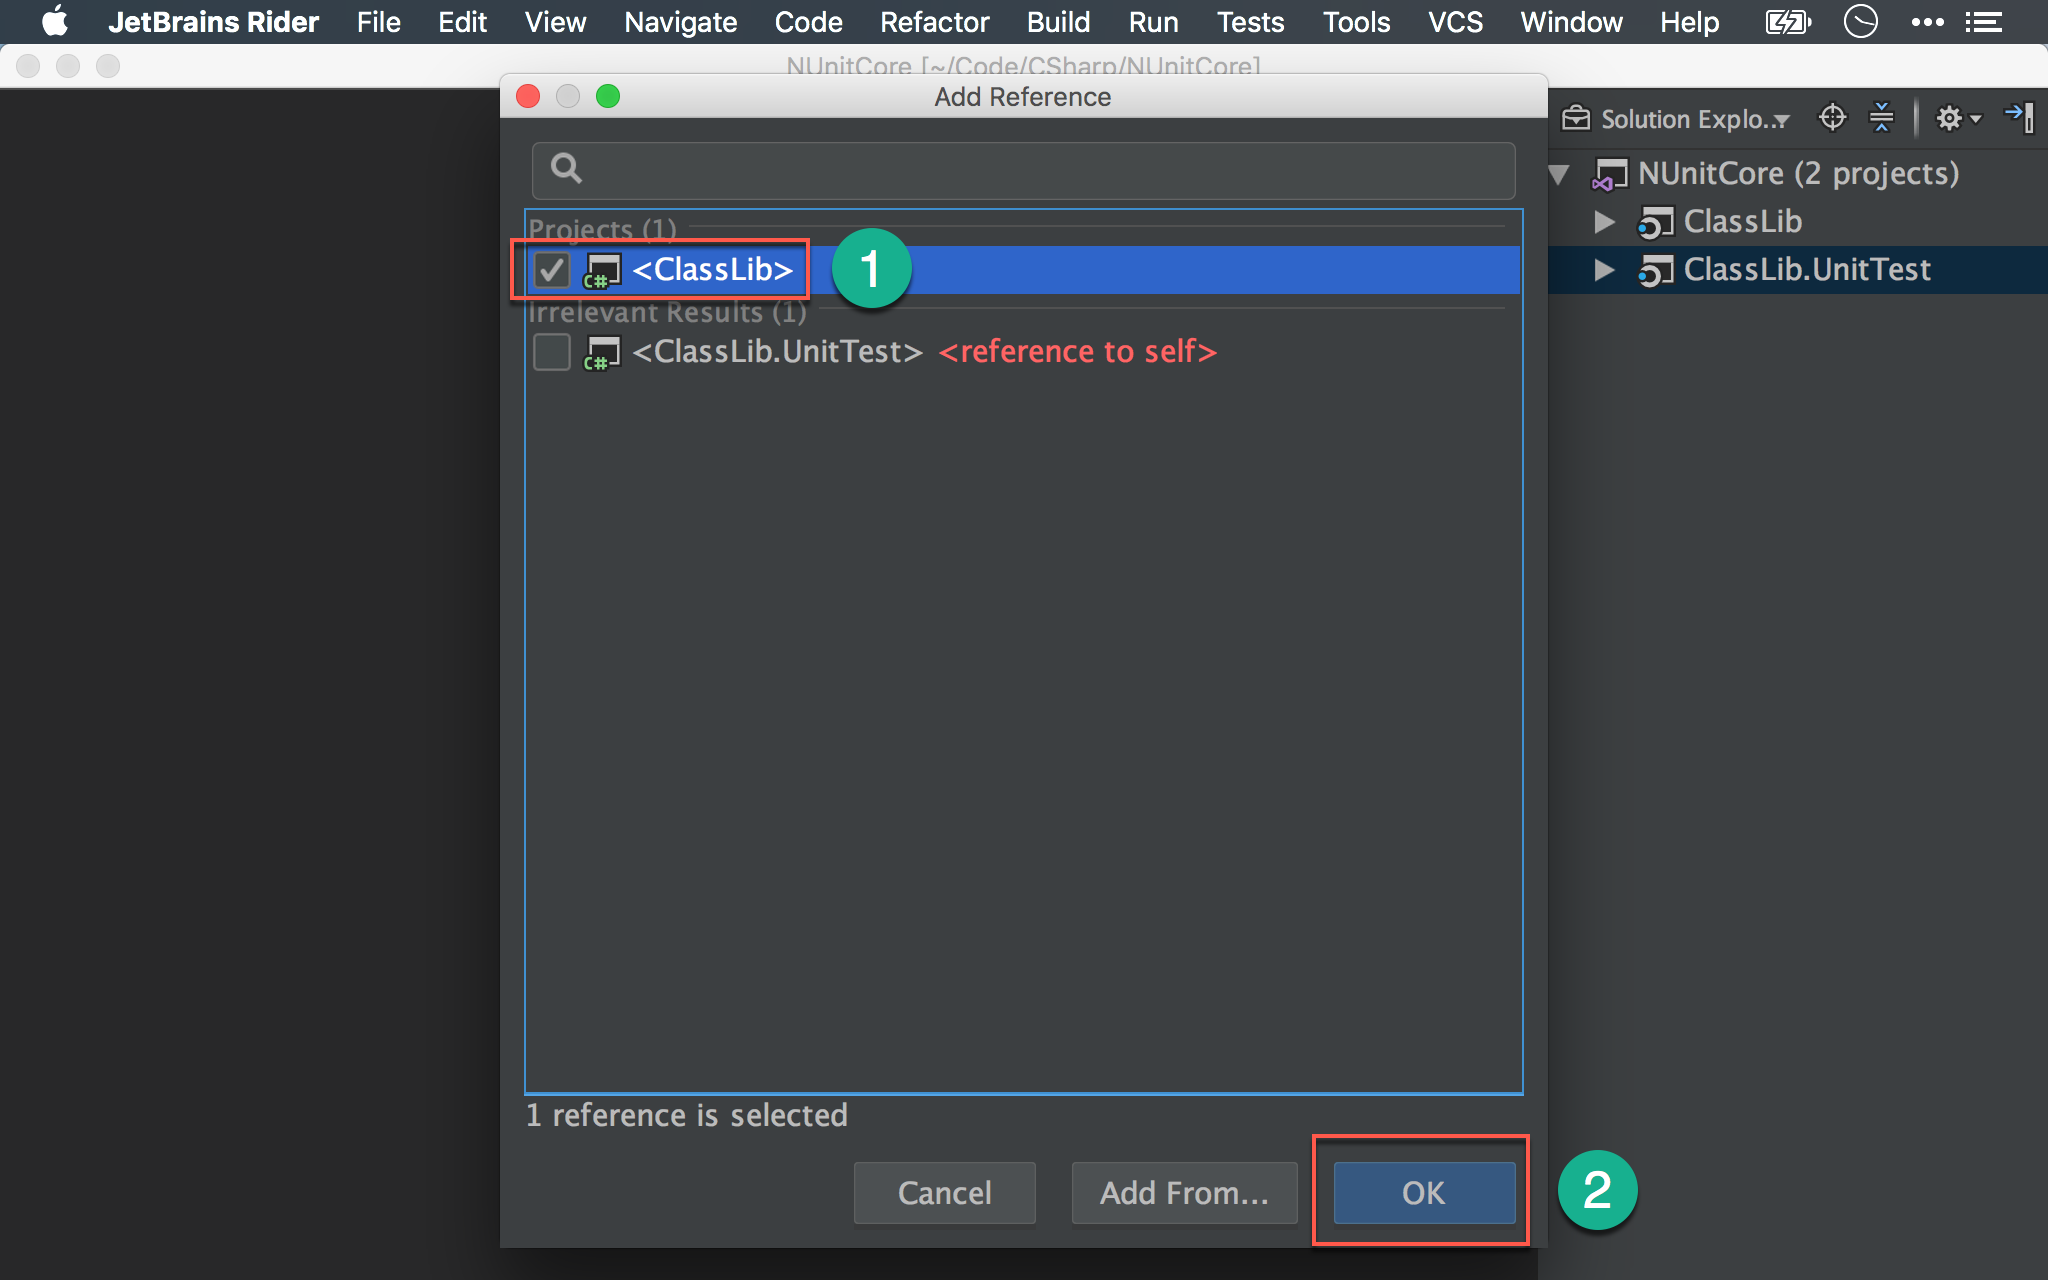 JetBrains Rider File Edit View Navigate Code Refactor Build Run Tests Tools VCS Window Help
NUnitCore [~/Code/CSharp/NUnitCore]
Add Reference
Solution Explo...
NUnitCore (2 projects)
ClassLib
ClassLib.UnitTest
Projects (1)
C# <ClassLib>
1
Irrelevant Results (1)
C# <ClassLib.UnitTest> <reference to self>
1 reference is selected
Cancel Add From... OK
2